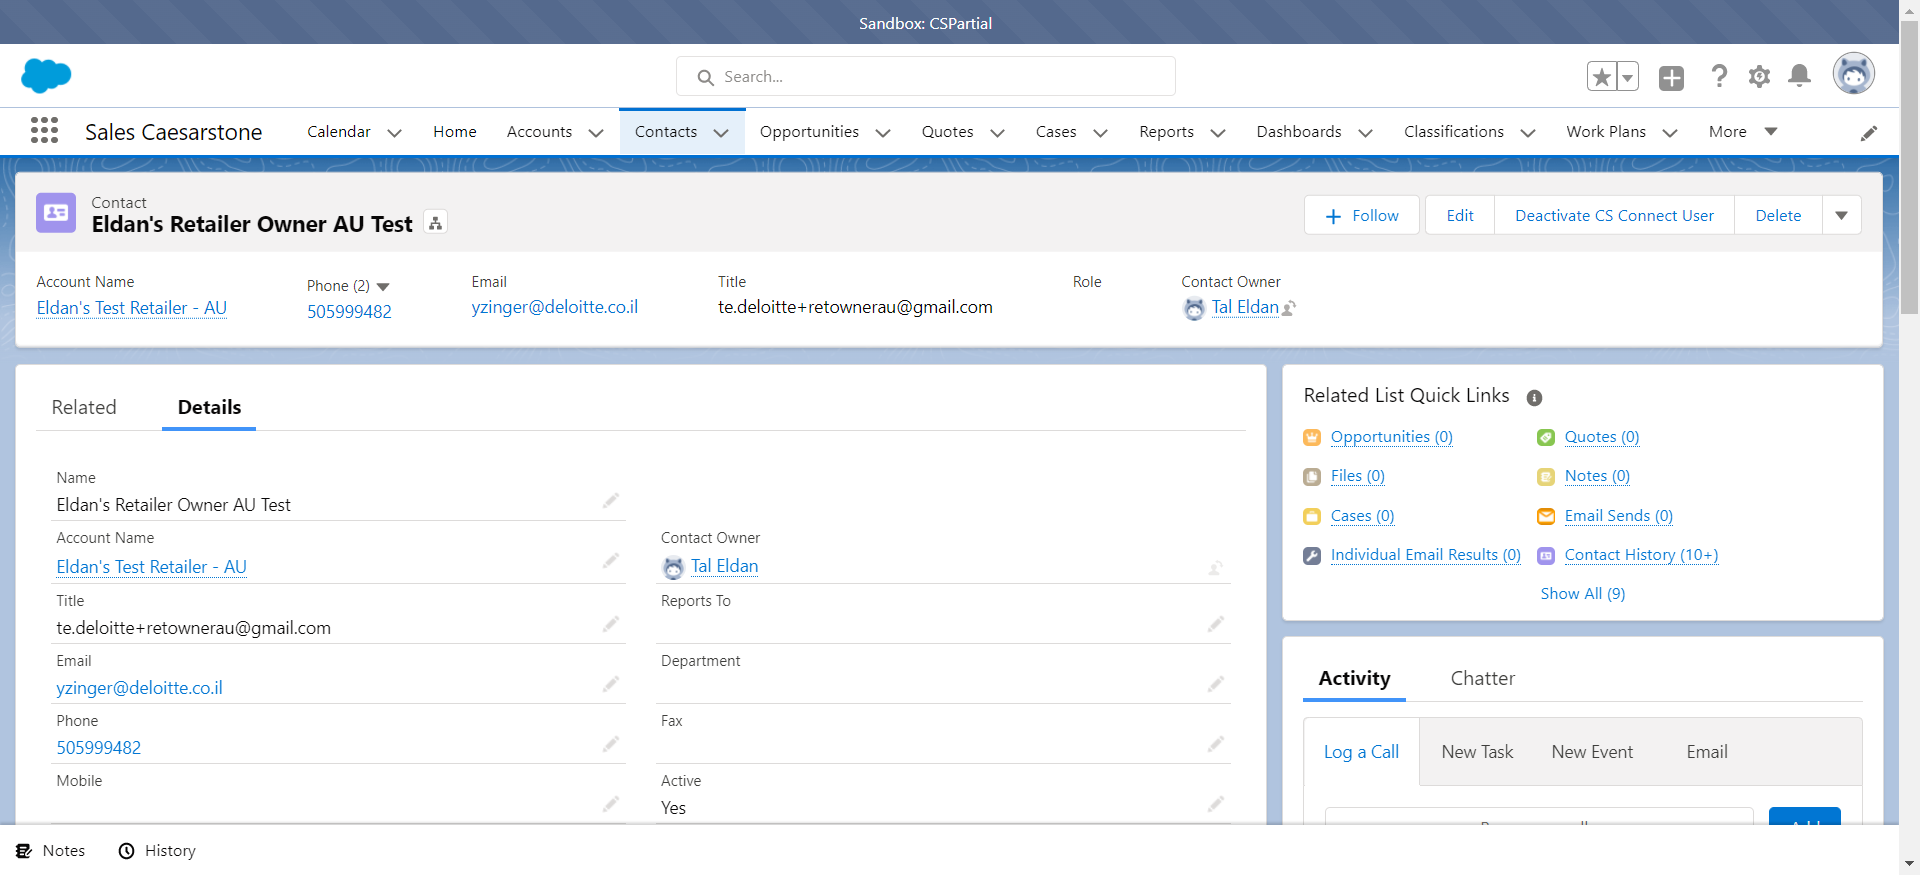 Sandbox: CSPartial
Search...
Sales Caesarstone
Calendar
Home
Accounts
Contacts
Opportunities
Quotes
Cases
Reports
Dashboards
Classifications
Work Plans
More
Contact
Eldan's Retailer Owner AU Test
Follow
Edit
Deactivate CS Connect User
Delete
Account Name
Eldan's Test Retailer - AU
Phone (2)
505999482
Email
yzinger@deloitte.co.il
Title
te.deloitte+retownerau@gmail.com
Role
Contact Owner
Tal Eldan
Related
Details
Name
Eldan's Retailer Owner AU Test
Account Name
Eldan's Test Retailer - AU
Contact Owner
Tal Eldan
Title
te.deloitte+retownerau@gmail.com
Reports To
Email
yzinger@deloitte.co.il
Department
Phone
505999482
Fax
Mobile
Active
Yes
Related List Quick Links
Opportunities (0)
Quotes (0)
Files (0)
Notes (0)
Cases (0)
Email Sends (0)
Individual Email Results (0)
Contact History (10+)
Show All (9)
Activity
Chatter
Log a Call
New Task
New Event
Email
Notes
History